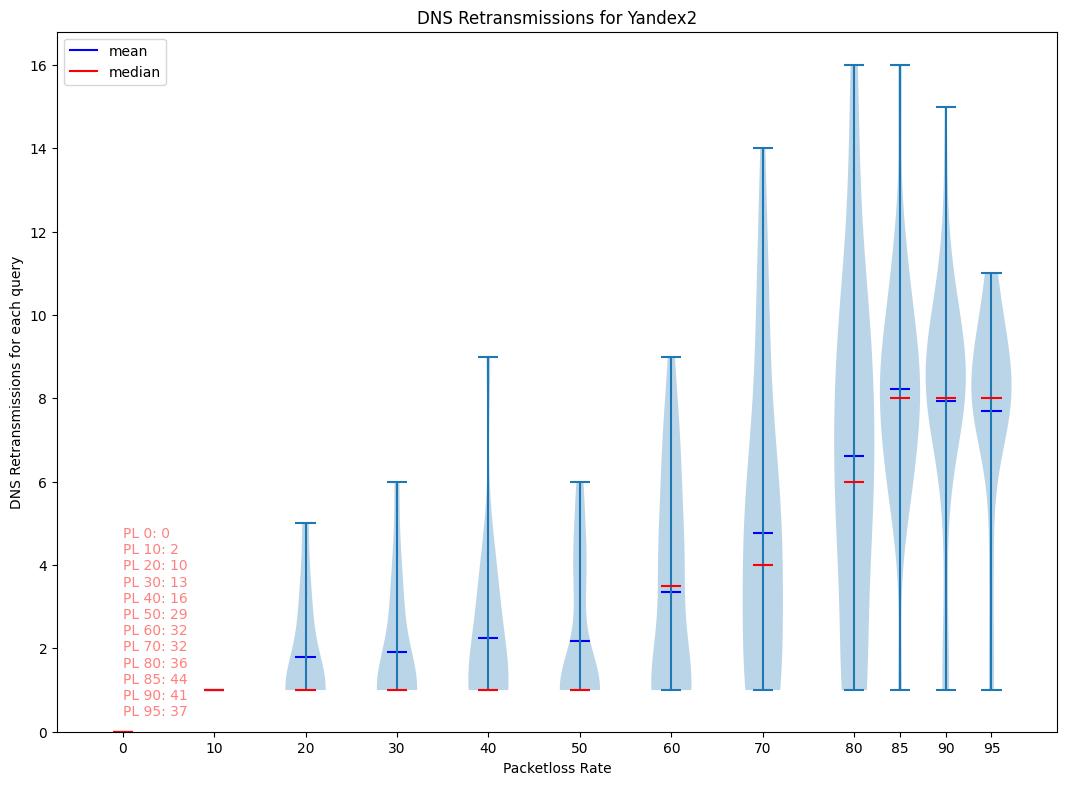 DNS Retransmissions for Yandex2
mean
median
DNS Retransmissions for each query
16
14
12
10
8
6
4
2
0
PL 0: 0
PL 10: 2
PL 20: 10
PL 30: 13
PL 40: 16
PL 50: 29
PL 60: 32
PL 70: 32
PL 80: 36
PL 85: 44
PL 90: 41
PL 95: 37
0 10 20 30 40 50 60 70 80 85 90 95
Packetloss Rate